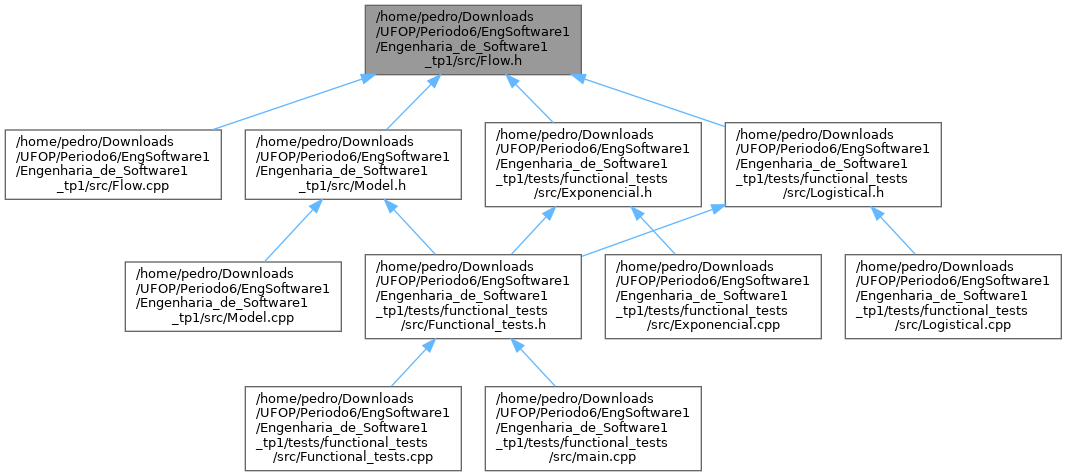 /home/pedro/Downloads
/UFOP/Periodo6/EngSoftware1
/Engenharia_de_Software1
_tp1/src/Flow.h
/home/pedro/Downloads
/UFOP/Periodo6/EngSoftware1
/Engenharia_de_Software1
_tp1/src/Flow.cpp
/home/pedro/Downloads
/UFOP/Periodo6/EngSoftware1
/Engenharia_de_Software1
_tp1/src/Model.h
/home/pedro/Downloads
/UFOP/Periodo6/EngSoftware1
/Engenharia_de_Software1
_tp1/tests/functional_tests
/src/Exponencial.h
/home/pedro/Downloads
/UFOP/Periodo6/EngSoftware1
/Engenharia_de_Software1
_tp1/tests/functional_tests
/src/Logistical.h
/home/pedro/Downloads
/UFOP/Periodo6/EngSoftware1
/Engenharia_de_Software1
_tp1/src/Model.cpp
/home/pedro/Downloads
/UFOP/Periodo6/EngSoftware1
/Engenharia_de_Software1
_tp1/tests/functional_tests
/src/Functional_tests.h
/home/pedro/Downloads
/UFOP/Periodo6/EngSoftware1
/Engenharia_de_Software1
_tp1/tests/functional_tests
/src/Exponencial.cpp
/home/pedro/Downloads
/UFOP/Periodo6/EngSoftware1
/Engenharia_de_Software1
_tp1/tests/functional_tests
/src/Logistical.cpp
/home/pedro/Downloads
/UFOP/Periodo6/EngSoftware1
/Engenharia_de_Software1
_tp1/tests/functional_tests
/src/Functional_tests.cpp
/home/pedro/Downloads
/UFOP/Periodo6/EngSoftware1
/Engenharia_de_Software1
_tp1/tests/functional_tests
/src/main.cpp